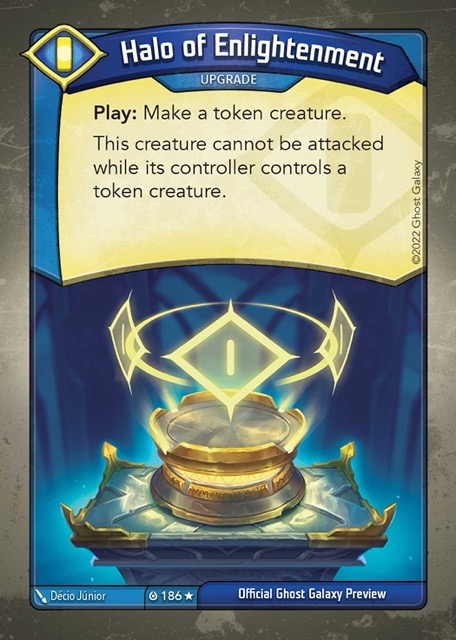 Halo of Enlightenment
UPGRADE
Play: Make a token creature.
This creature cannot be attacked
while its controller controls a
token creature.
©2022 Ghost Galaxy
Décio Júnior
186★
Official Ghost Galaxy Preview